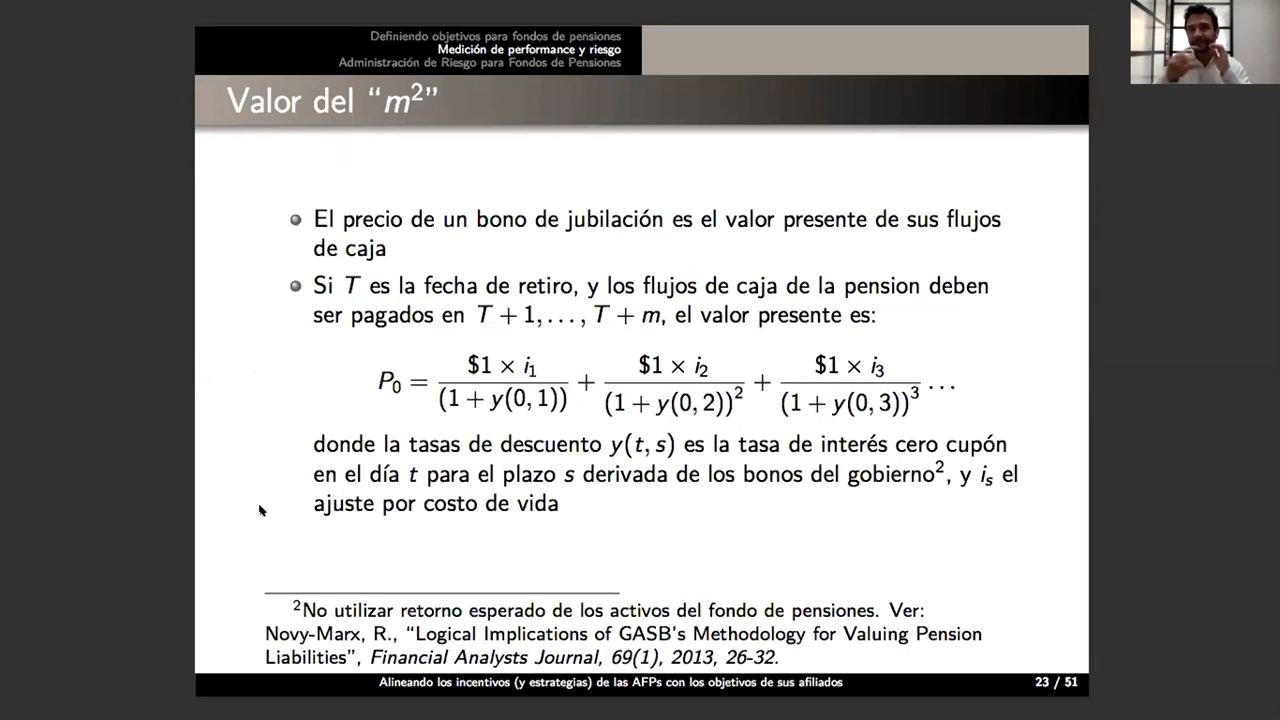 Definiendo objetivos para fondos de pensiones
Medición de performance y riesgo
Administración de Riesgo para Fondos de Pensiones
Valor del “m²”
El precio de un bono de jubilación es el valor presente de sus flujos
de caja
Si T es la fecha de retiro, y los flujos de caja de la pension deben
ser pagados en T + 1, . . . , T + m, el valor presente es:
P₀ = $1 × i₁ / (1 + y(0, 1)) + $1 × i₂ / (1 + y(0, 2))² + $1 × i₃ / (1 + y(0, 3))³ . . .
donde la tasas de descuento y(t, s) es la tasa de interés cero cupón
en el día t para el plazo s derivada de los bonos del gobierno², y iₛ el
ajuste por costo de vida
²No utilizar retorno esperado de los activos del fondo de pensiones. Ver:
Novy-Marx, R., “Logical Implications of GASB’s Methodology for Valuing Pension
Liabilities”, Financial Analysts Journal, 69(1), 2013, 26-32.
Alineando los incentivos (y estrategias) de las AFPs con los objetivos de sus afiliados
23 / 51